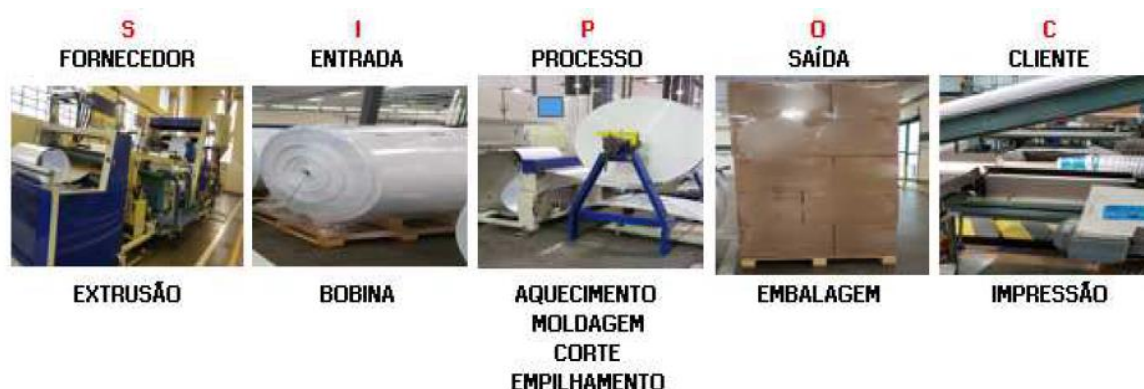 S I P O C
FORNECEDOR ENTRADA PROCESSO SAÍDA CLIENTE
EXTRUSÃO BOBINA AQUECIMENTO EMBALAGEM IMPRESSÃO
MOLDAGEM
CORTE
EMPILHAMENTO